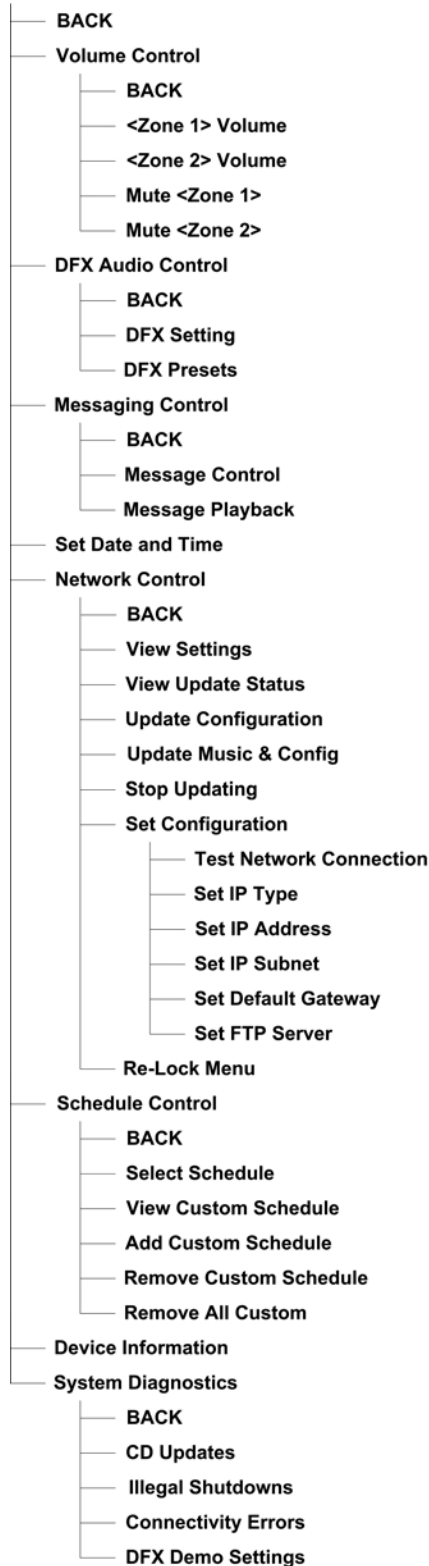 BACK
Volume Control
BACK
<Zone 1> Volume
<Zone 2> Volume
Mute <Zone 1>
Mute <Zone 2>
DFX Audio Control
BACK
DFX Setting
DFX Presets
Messaging Control
BACK
Message Control
Message Playback
Set Date and Time
Network Control
BACK
View Settings
View Update Status
Update Configuration
Update Music & Config
Stop Updating
Set Configuration
Test Network Connection
Set IP Type
Set IP Address
Set IP Subnet
Set Default Gateway
Set FTP Server
Re-Lock Menu
Schedule Control
BACK
Select Schedule
View Custom Schedule
Add Custom Schedule
Remove Custom Schedule
Remove All Custom
Device Information
System Diagnostics
BACK
CD Updates
Illegal Shutdowns
Connectivity Errors
DFX Demo Settings